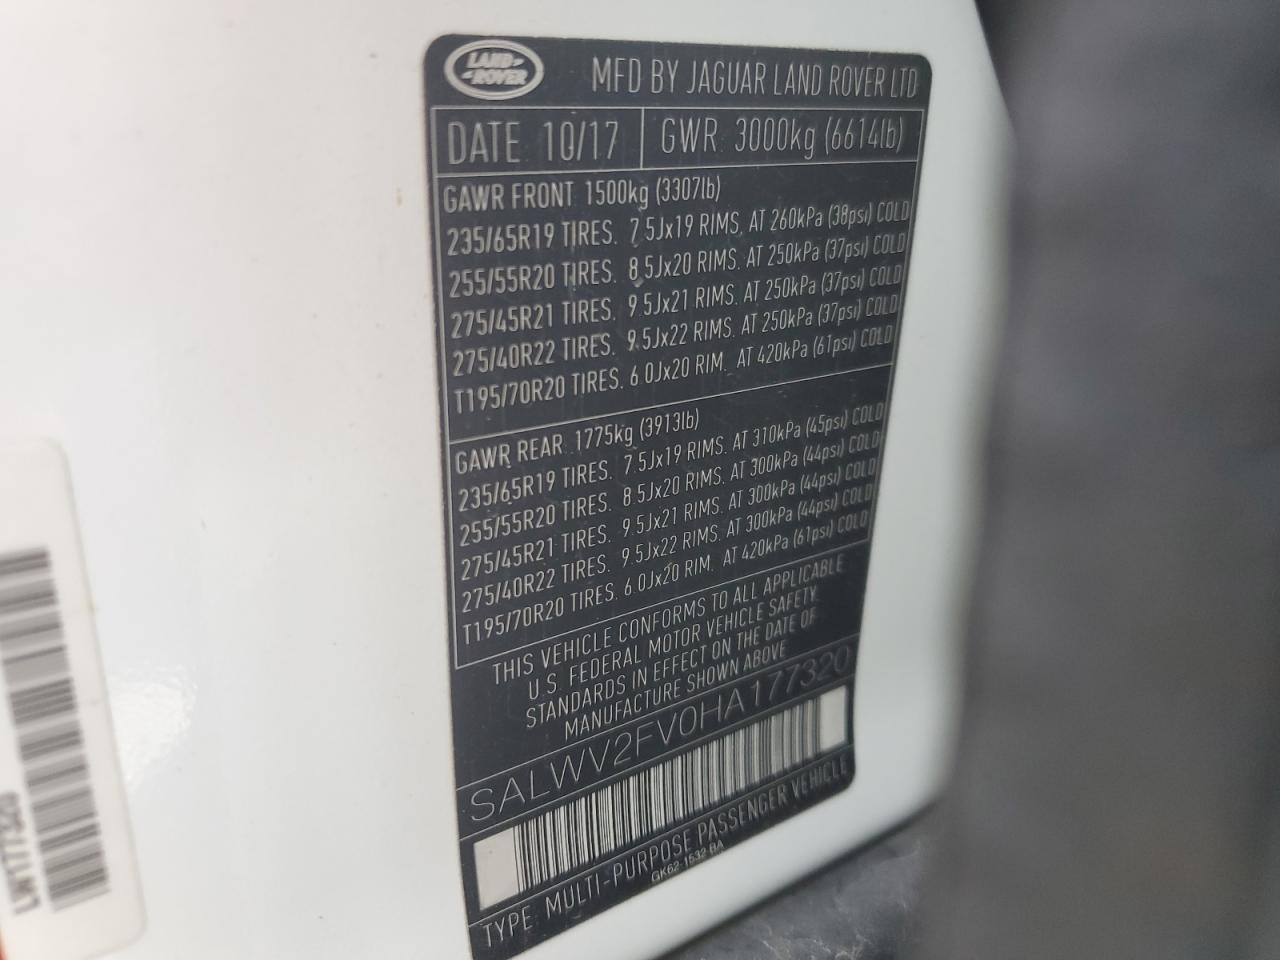 LAND ROVER
MFD BY JAGUAR LAND ROVER LTD
DATE 10/17 GWR 3000kg (6614lb)
GAWR FRONT 1500kg (3307lb)
235/65R19 TIRES. 7.5Jx19 RIMS. AT 260kPa (38psi) COLD
255/55R20 TIRES. 8.5Jx20 RIMS. AT 250kPa (37psi) COLD
275/45R21 TIRES. 9.5Jx21 RIMS. AT 250kPa (37psi) COLD
275/40R22 TIRES. 9.5Jx22 RIMS. AT 250kPa (37psi) COLD
T195/70R20 TIRES. 6.0Jx20 RIM. AT 420kPa (61psi) COLD
GAWR REAR 1775kg (3913lb)
235/65R19 TIRES. 7.5Jx19 RIMS. AT 310kPa (45psi) COLD
255/55R20 TIRES. 8.5Jx20 RIMS. AT 300kPa (44psi) COLD
275/45R21 TIRES. 9.5Jx21 RIMS. AT 300kPa (44psi) COLD
275/40R22 TIRES. 9.5Jx22 RIMS. AT 300kPa (44psi) COLD
T195/70R20 TIRES. 6.0Jx20 RIM. AT 420kPa (61psi) COLD
THIS VEHICLE CONFORMS TO ALL APPLICABLE
U.S. FEDERAL MOTOR VEHICLE SAFETY
STANDARDS IN EFFECT ON THE DATE OF
MANUFACTURE SHOWN ABOVE
SALWV2FV0HA177320
TYPE: MULTI-PURPOSE PASSENGER VEHICLE
GK62-1532-BA